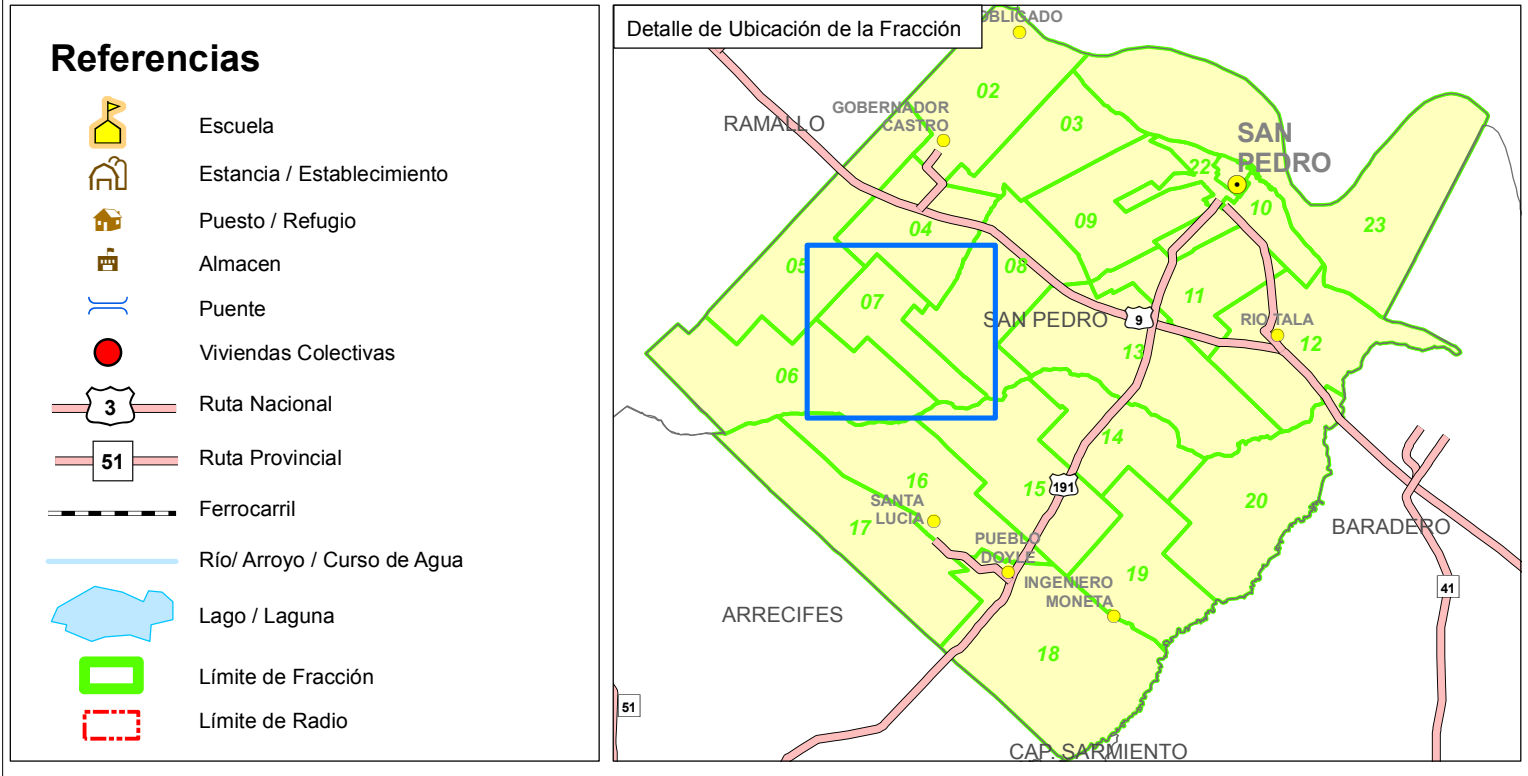 Referencias
Escuela
Estancia / Establecimiento
Puesto / Refugio
Almacen
Puente
Viviendas Colectivas
3
Ruta Nacional
51
Ruta Provincial
Ferrocarril
Río/ Arroyo / Curso de Agua
Lago / Laguna
Límite de Fracción
Límite de Radio
Detalle de Ubicación de la Fracción
OBLIGADO
02
GOBERNADOR
CASTRO
RAMALLO
03
SAN
PEDRO
22
10
09
23
04
05
08
07
11
SAN PEDRO
9
RIO TALA
12
13
06
14
16
15
191
SANTA
LUCIA
20
17
BARADERO
PUEBLO
DOYLE
19
INGENIERO
MONETA
41
ARRECIFES
18
51
CAP. SARMIENTO